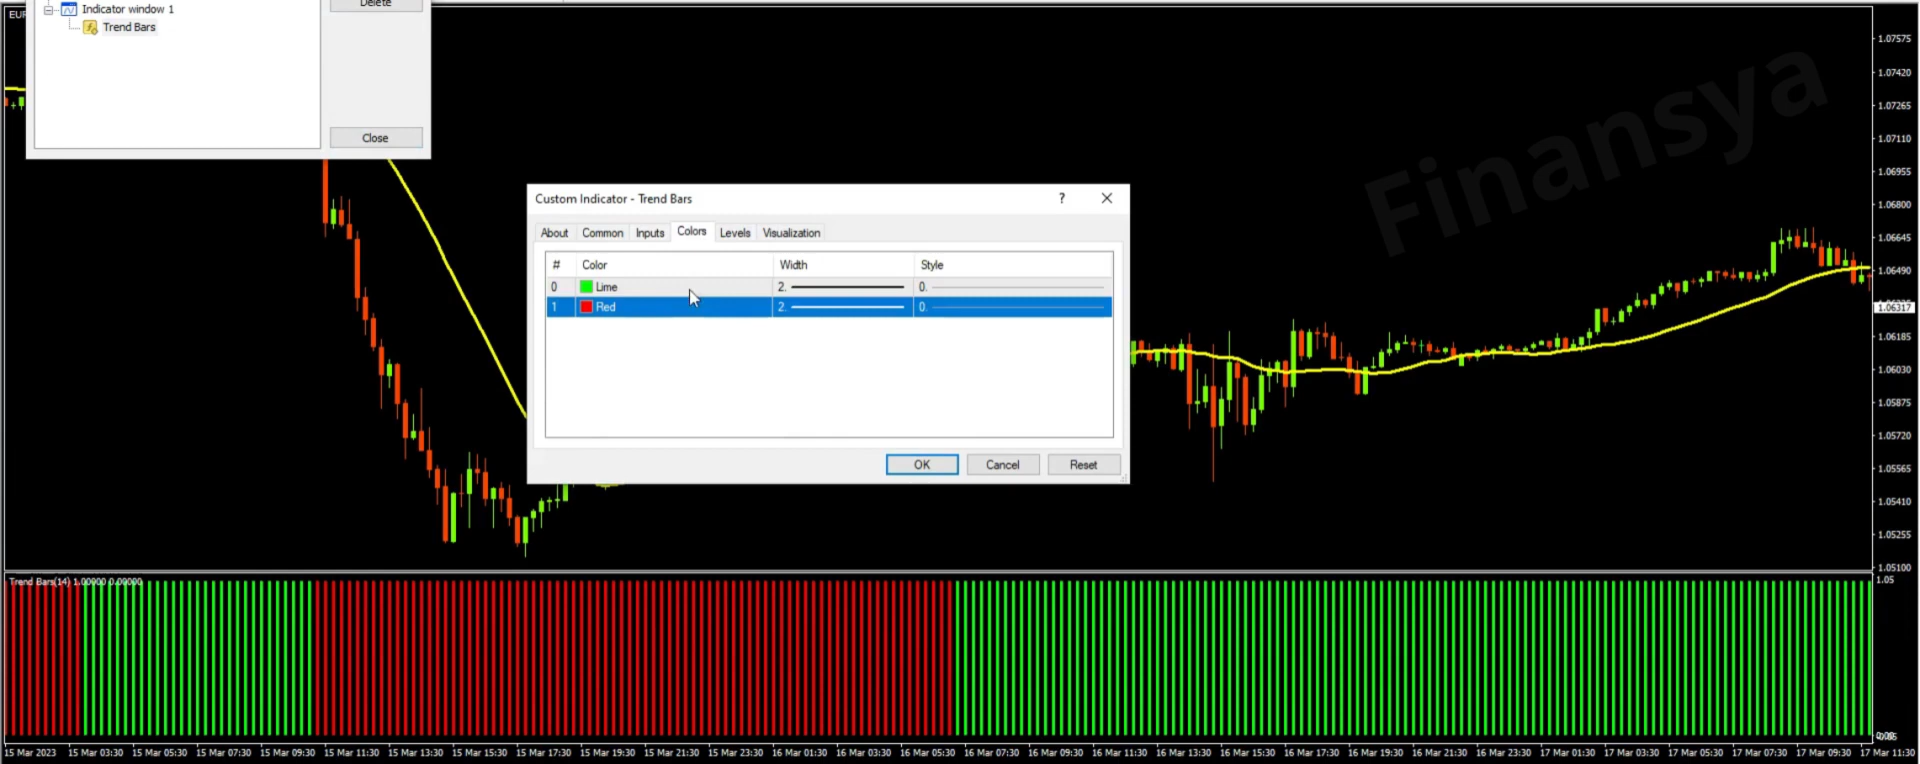 Delete
Indicator window 1
Trend Bars
Close
EUR
Finansya
Custom Indicator - Trend Bars ?
About Common Inputs Colors Levels Visualization
# Color Width Style
0 Lime 2. 0.
1 Red 2. 0.
OK Cancel Reset
1.07575
1.07420
1.07265
1.07110
1.06955
1.06800
1.06645
1.06490
1.06317
1.06185
1.06030
1.05875
1.05720
1.05565
1.05410
1.05255
1.05100
Trend Bars(14) 1.00000 0.00000
1.05
15 Mar 2023 15 Mar 03:30 15 Mar 05:30 15 Mar 07:30 15 Mar 09:30 15 Mar 11:30 15 Mar 13:30 15 Mar 15:30 15 Mar 17:30 15 Mar 19:30 15 Mar 21:30 15 Mar 23:30 16 Mar 01:30 16 Mar 03:30 16 Mar 05:30 16 Mar 07:30 16 Mar 09:30 16 Mar 11:30 16 Mar 13:30 16 Mar 15:30 16 Mar 17:30 16 Mar 19:30 16 Mar 21:30 16 Mar 23:30 17 Mar 01:30 17 Mar 03:30 17 Mar 05:30 17 Mar 07:30 17 Mar 09:30 17 Mar 11:30